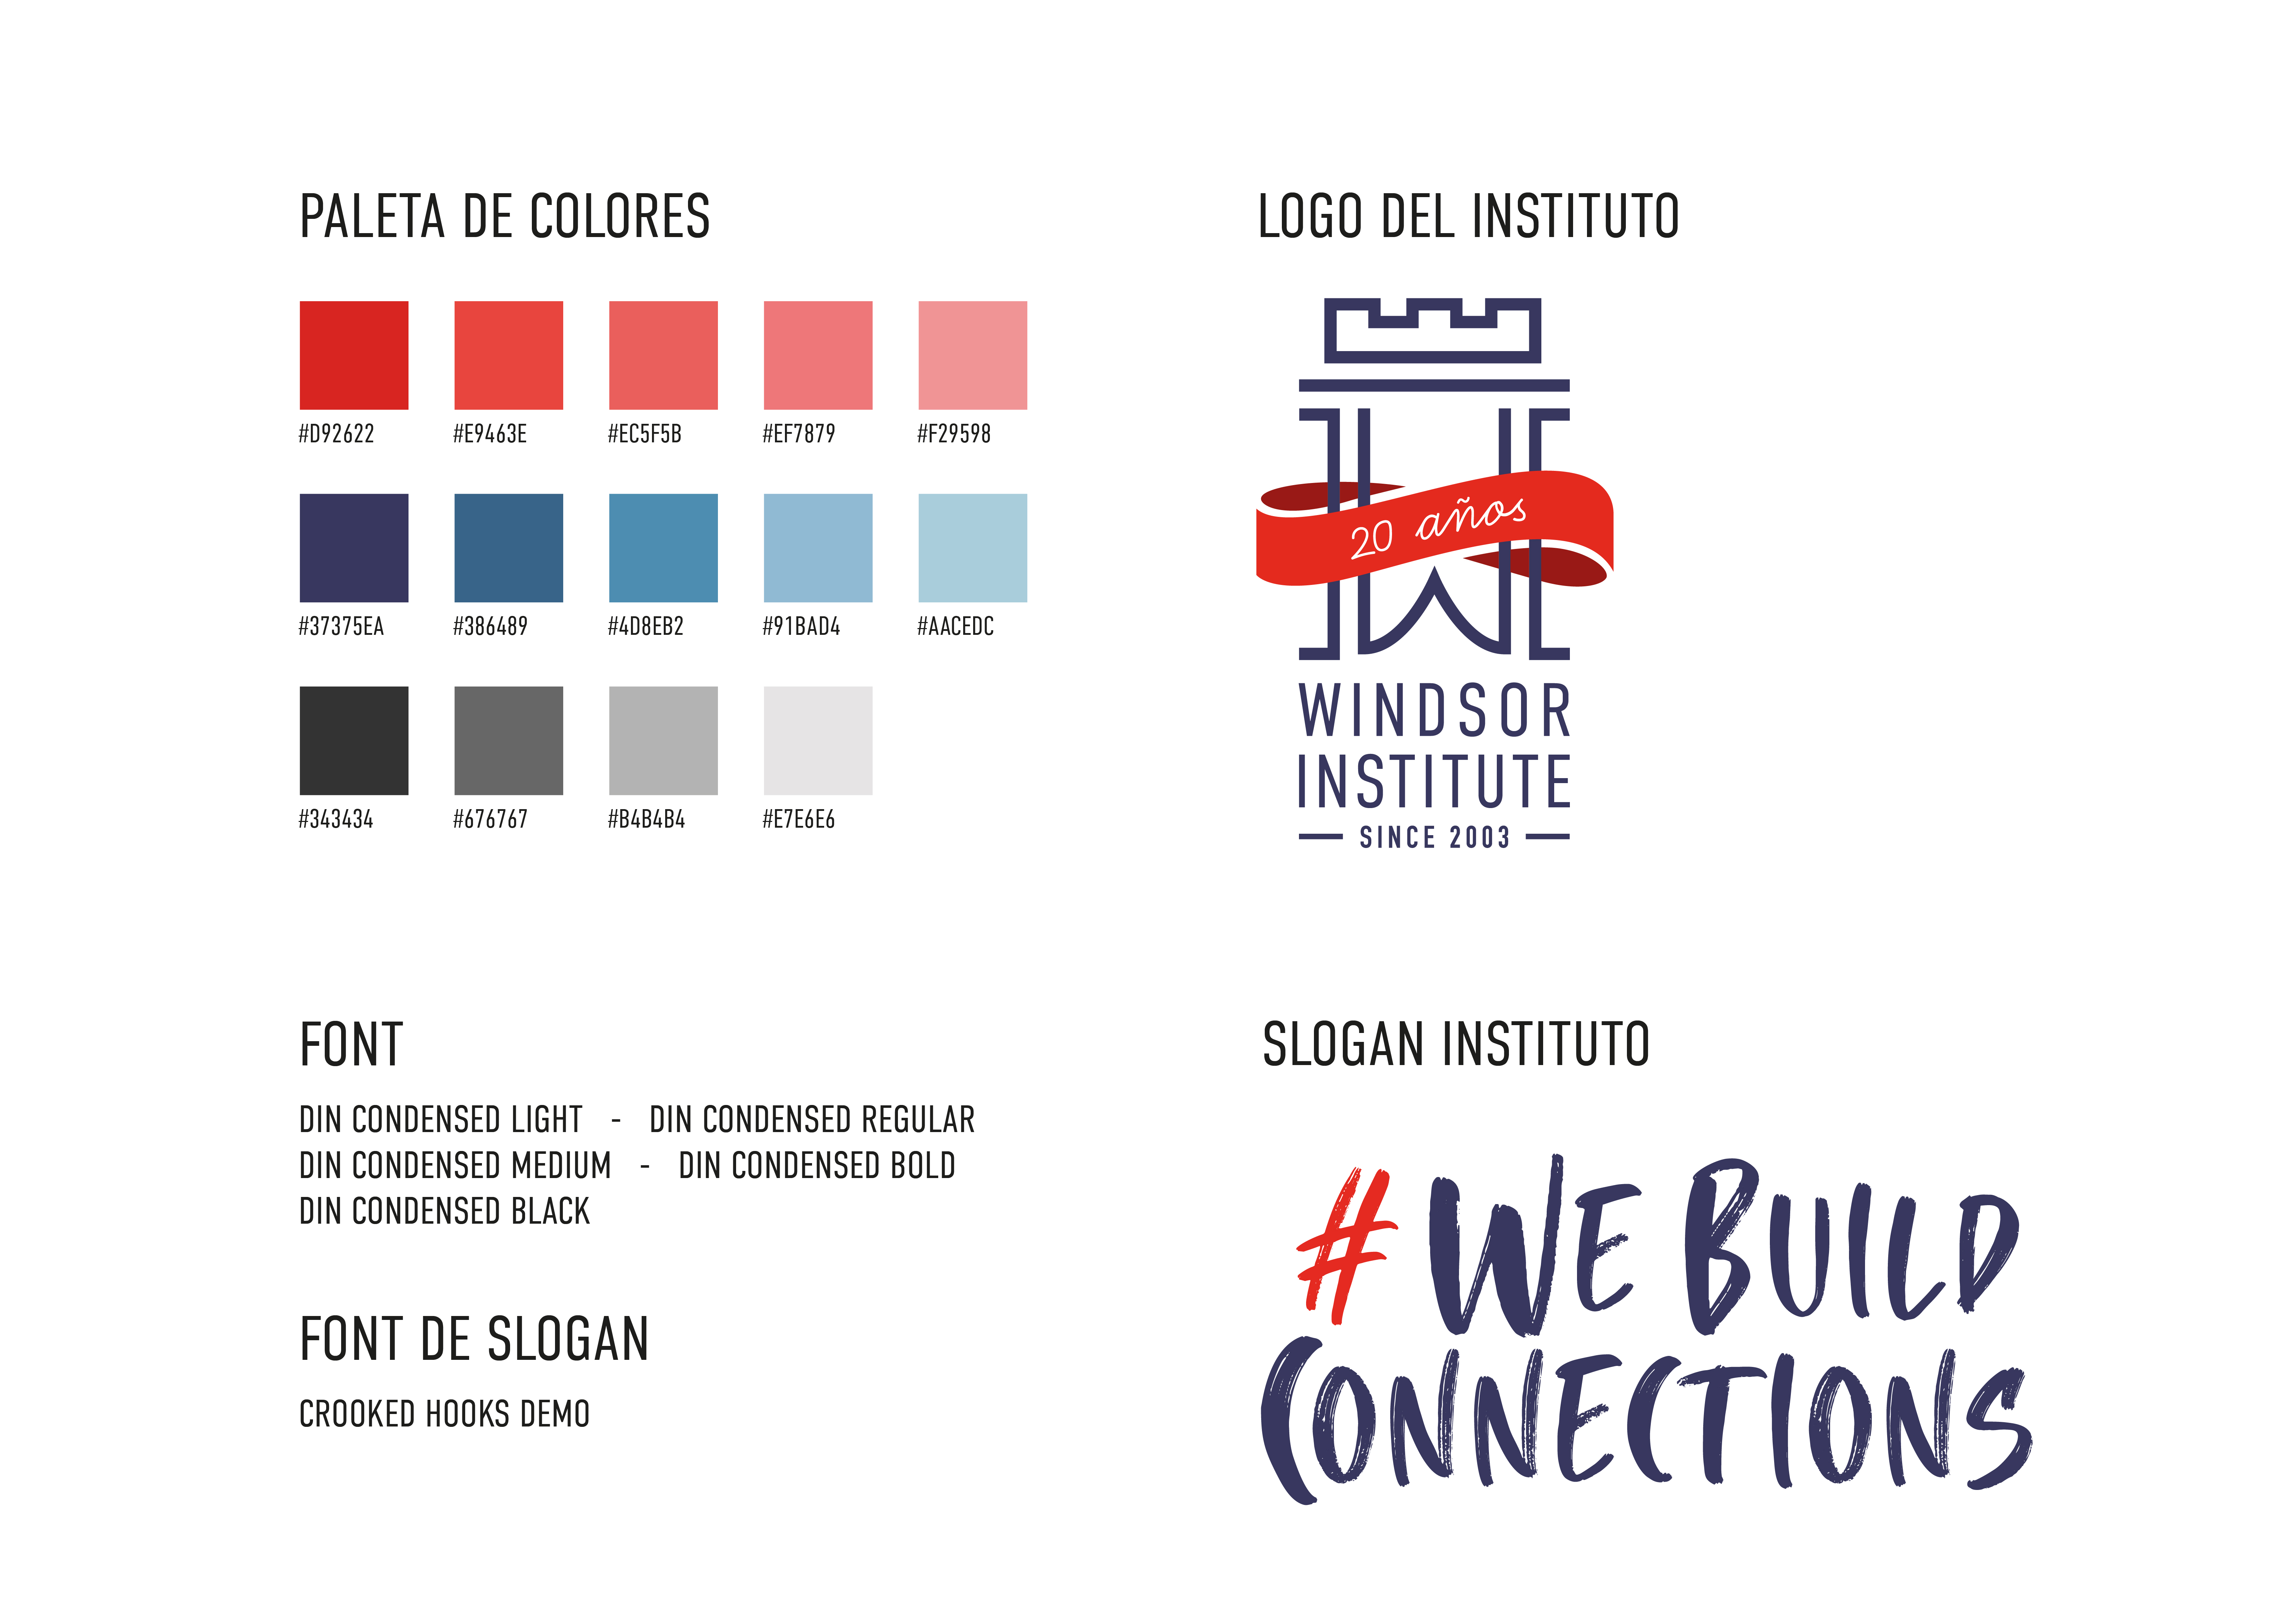 PALETA DE COLORES
#D92622 #E9463E #EC5F5B #EF7879 #F29598
#37375EA #386489 #4D8EB2 #91BAD4 #AACEDC
#343434 #676767 #B4B4B4 #E7E6E6
LOGO DEL INSTITUTO
20 años
WINDSOR
INSTITUTE
SINCE 2003
FONT
DIN CONDENSED LIGHT - DIN CONDENSED REGULAR
DIN CONDENSED MEDIUM - DIN CONDENSED BOLD
DIN CONDENSED BLACK
FONT DE SLOGAN
CROOKED HOOKS DEMO
SLOGAN INSTITUTO
# WE BUILD
CONNECTIONS